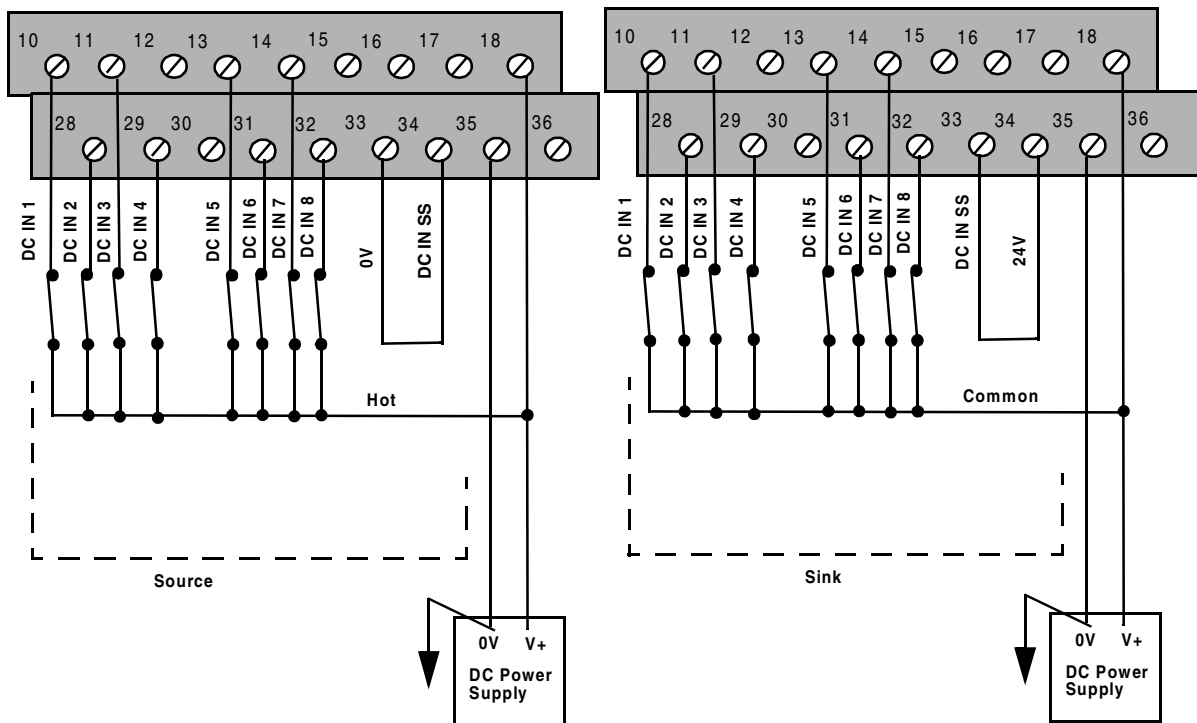 10 11 12 13 14 15 16 17 18
28 29 30 31 32 33 34 35 36
DC IN 1
DC IN 2
DC IN 3
DC IN 4
DC IN 5
DC IN 6
DC IN 7
DC IN 8
0V
DC IN SS
Hot
Source
0V V+
DC Power
Supply
10 11 12 13 14 15 16 17 18
28 29 30 31 32 33 34 35 36
DC IN 1
DC IN 2
DC IN 3
DC IN 4
DC IN 5
DC IN 6
DC IN 7
DC IN 8
DC IN SS
24V
Common
Sink
0V V+
DC Power
Supply